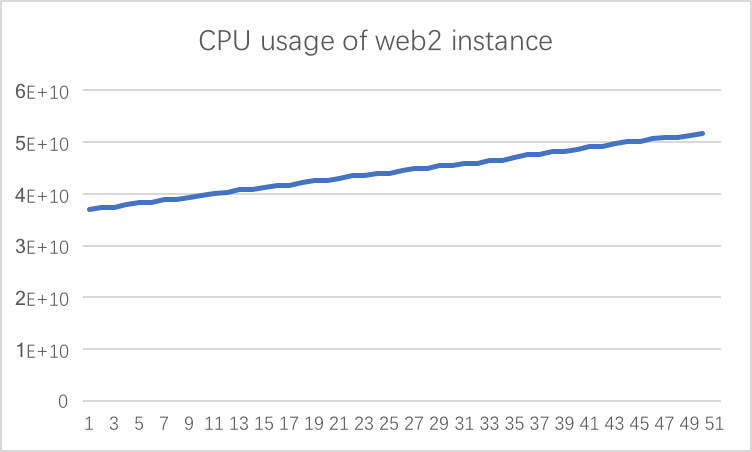 CPU usage of web2 instance
6E+10
5E+10
4E+10
3E+10
2E+10
1E+10
0
1 3 5 7 9 11 13 15 17 19 21 23 25 27 29 31 33 35 37 39 41 43 45 47 49 51